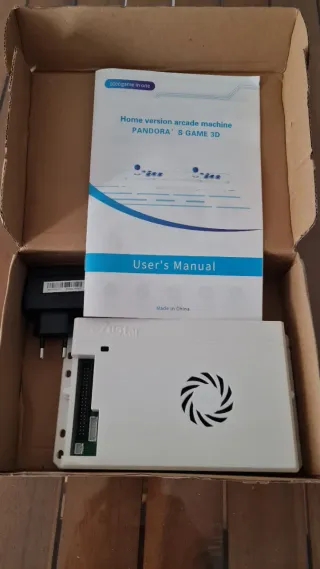 Home version arcade machine
PANDORA' S GAME 3D
User's Manual
Made in China